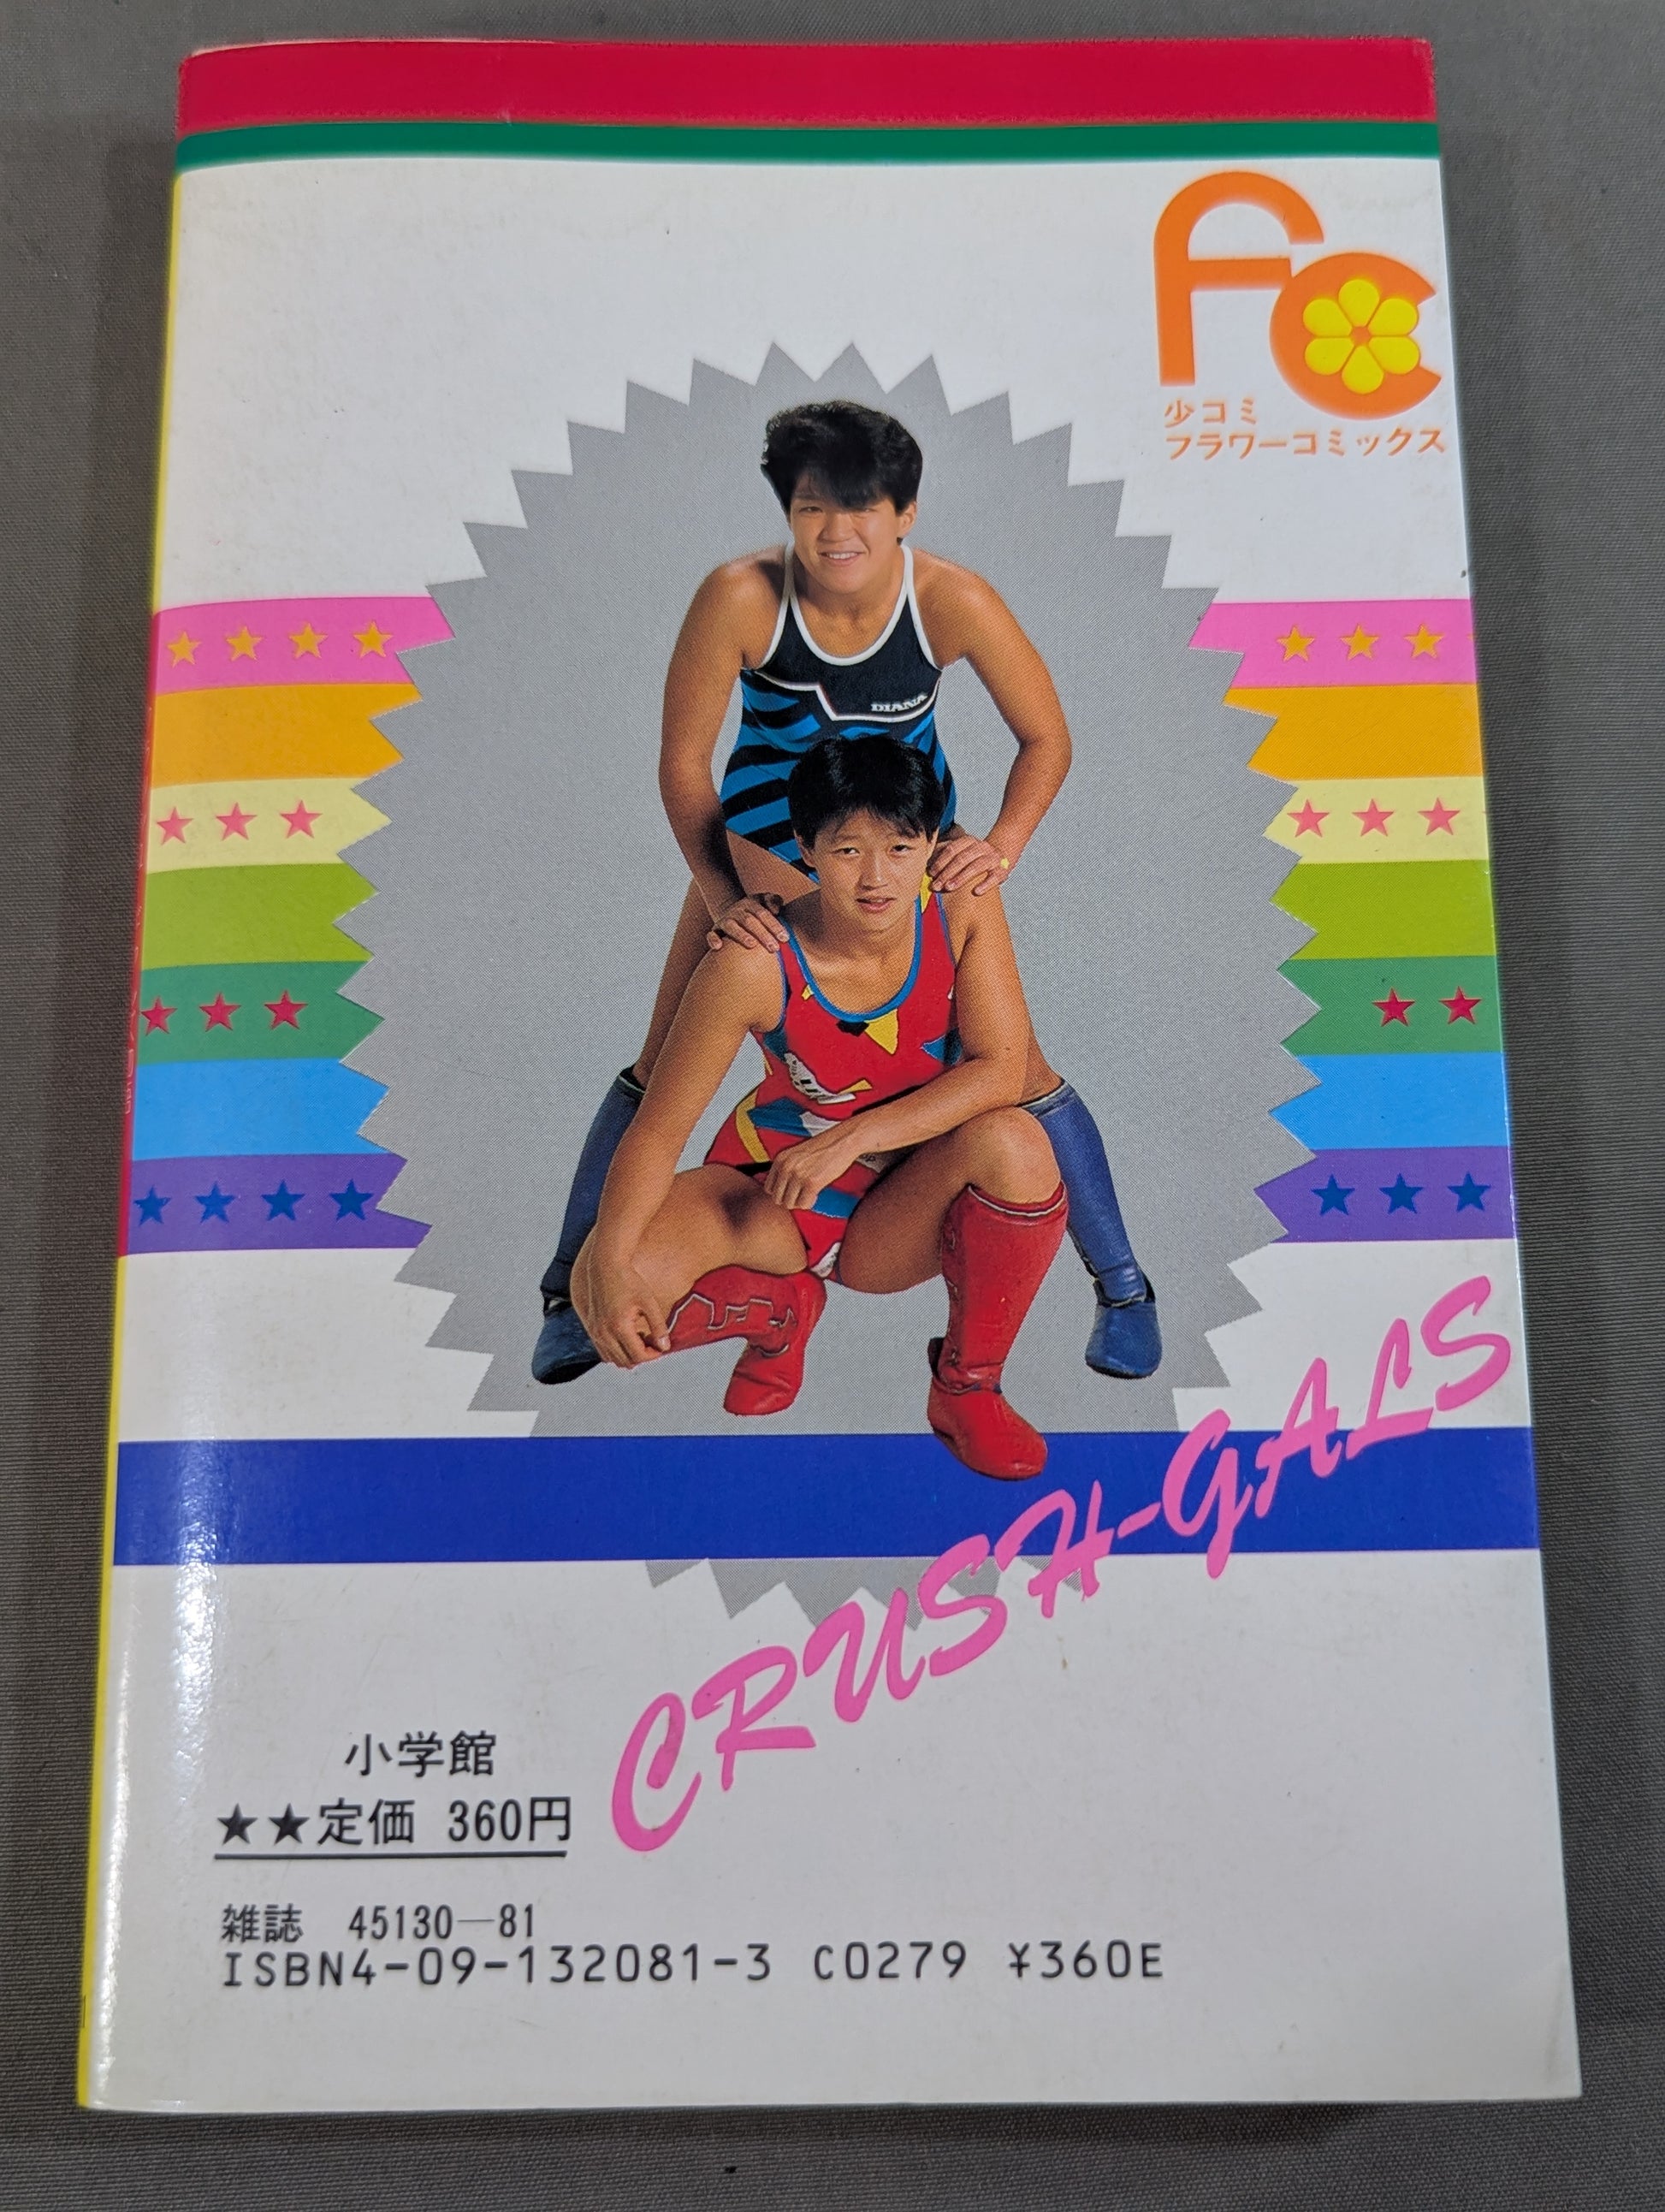 FC
少コミ
フラワーコミックス
DIANA
CRUSH-GALS
小学館
★★定価 360円
雑誌 45130—81
ISBN4-09-132081-3 C0279 ¥360E